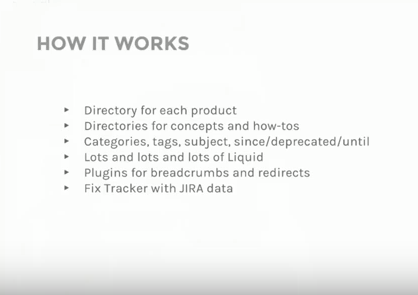 HOW IT WORKS
▸ Directory for each product
▸ Directories for concepts and how-tos
▸ Categories, tags, subject, since/deprecated/until
▸ Lots and lots and lots of Liquid
▸ Plugins for breadcrumbs and redirects
▸ Fix Tracker with JIRA data